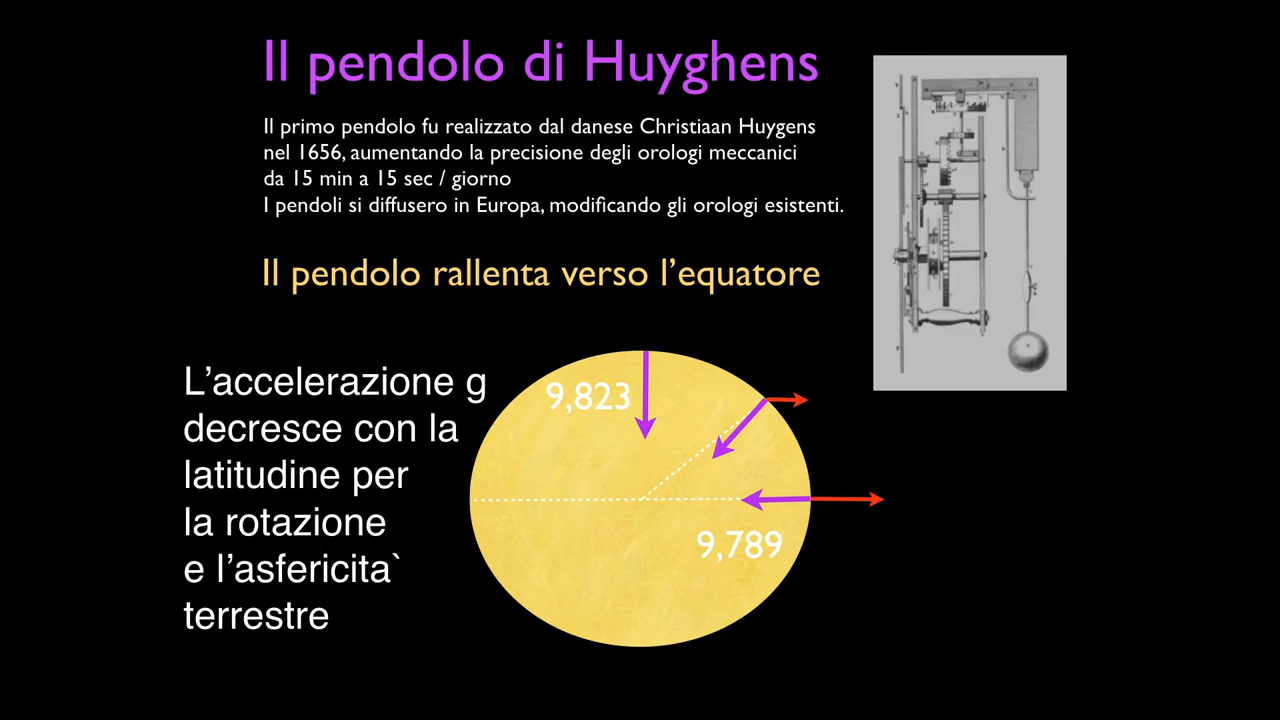 Il pendolo di Huyghens
Il primo pendolo fu realizzato dal danese Christiaan Huygens
nel 1656, aumentando la precisione degli orologi meccanici
da 15 min a 15 sec / giorno
I pendoli si diffusero in Europa, modificando gli orologi esistenti.
Il pendolo rallenta verso l’equatore
L’accelerazione g
decresce con la
latitudine per
la rotazione
e l’asfericita`
terrestre
9,823
9,789